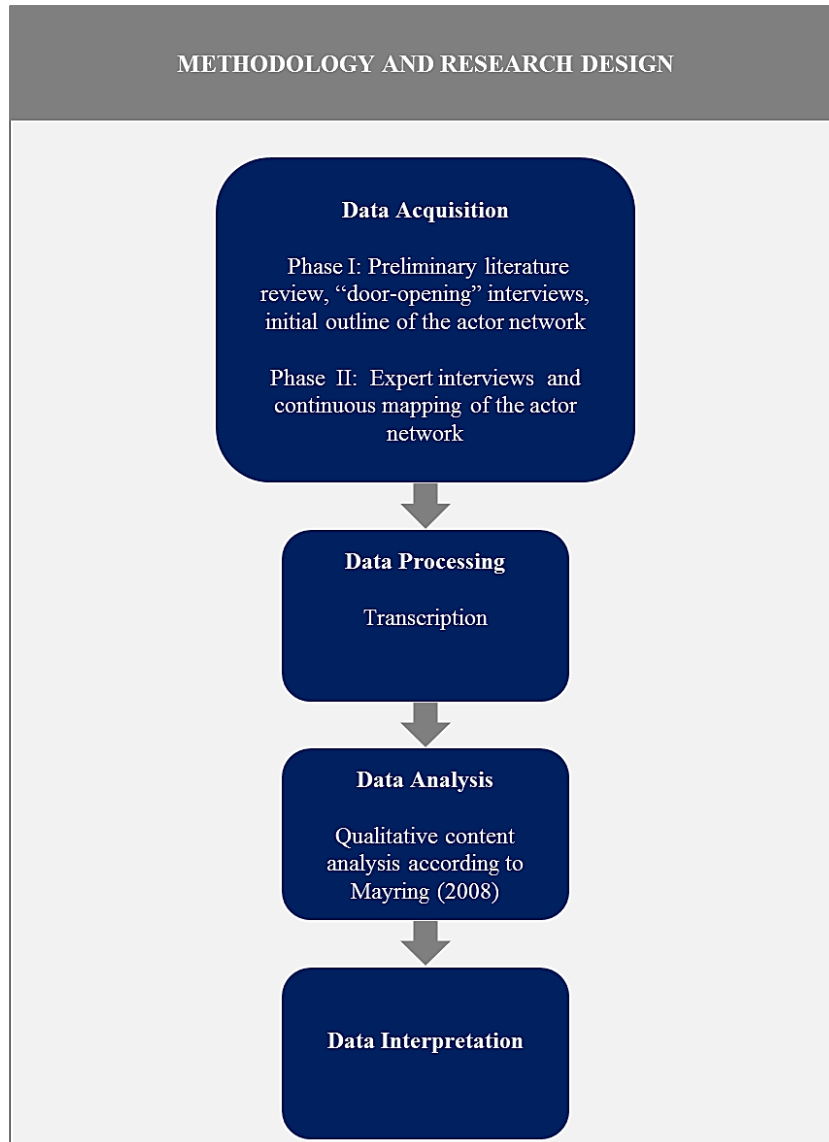 METHODOLOGY AND RESEARCH DESIGN
Data Acquisition
Phase I: Preliminary literature
review, “door-opening” interviews,
initial outline of the actor network
Phase II: Expert interviews and
continuous mapping of the actor
network
Data Processing
Transcription
Data Analysis
Qualitative content
analysis according to
Mayring (2008)
Data Interpretation